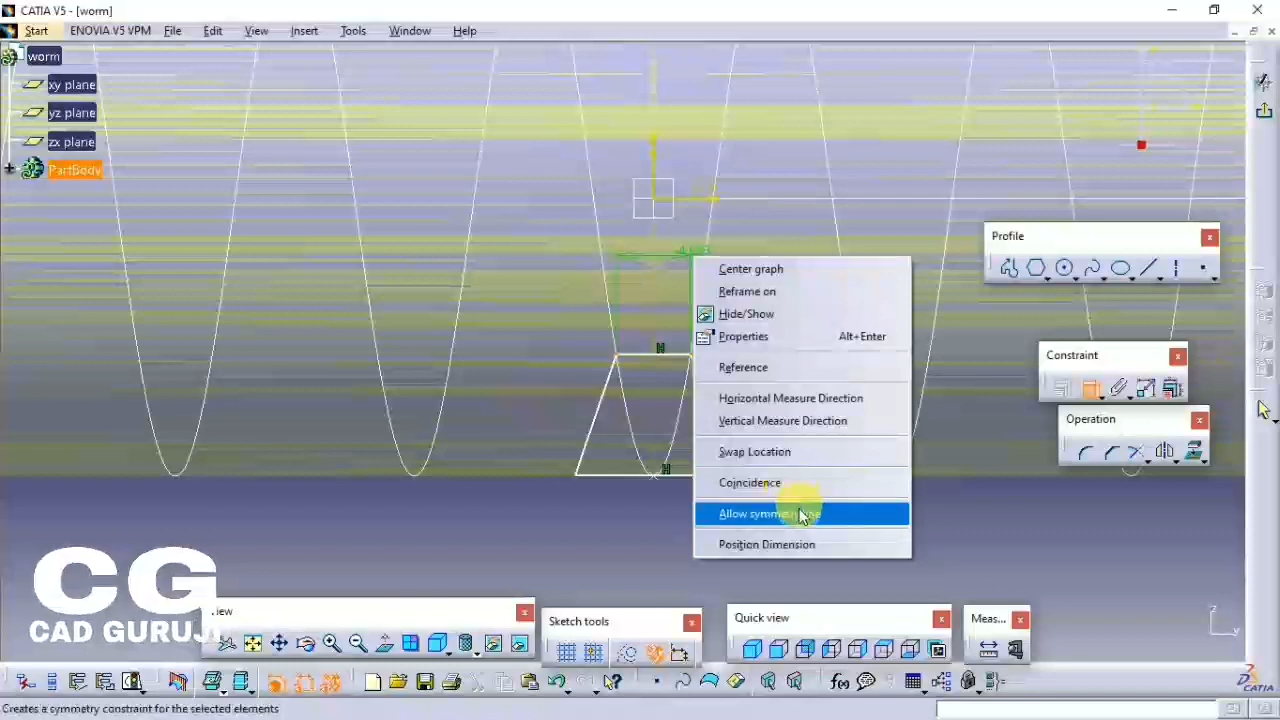 CATIA V5 - [worm]
Start ENOVIA V5 VPM File Edit View Insert Tools Window Help
worm
xy plane
yz plane
zx plane
PartBody
Profile
Center graph
Reframe on
Hide/Show
Properties Alt+Enter
Reference
Horizontal Measure Direction
Vertical Measure Direction
Swap Location
Coincidence
Allow symmetry line
Position Dimension
Constraint
Operation
H
H
CG
CAD GURUJI
Sketch tools
Quick view
Meas...
f(x)
z
y
CATIA
Creates a symmetry constraint for the selected elements